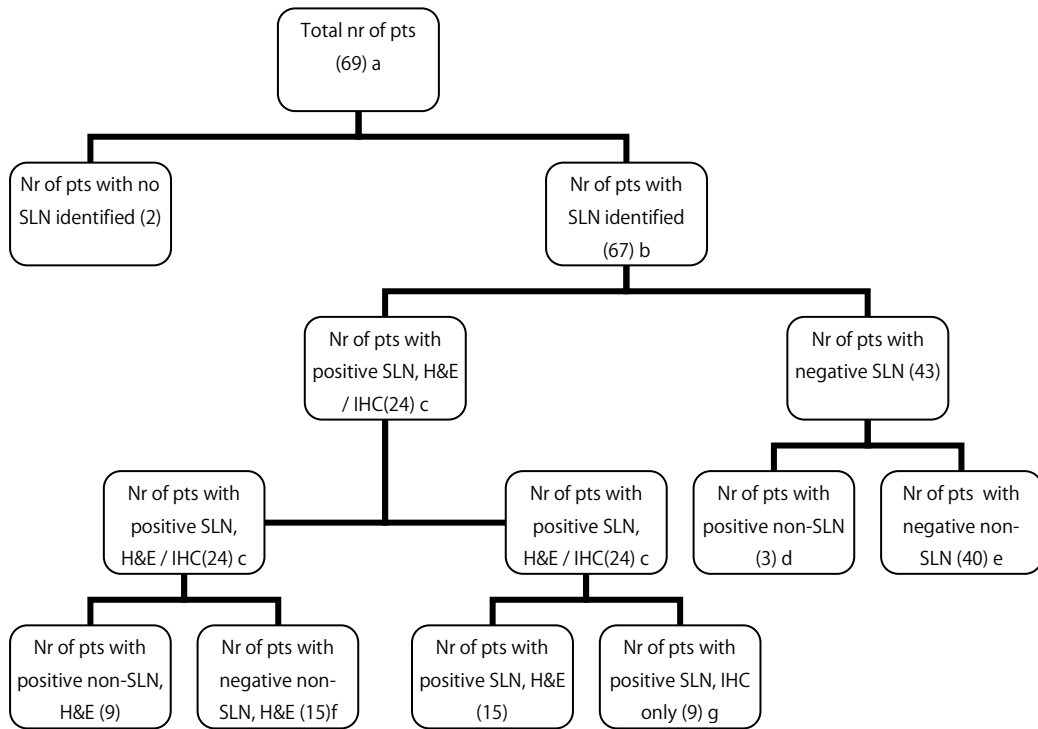 Total nr of pts
(69) a
Nr of pts with no
SLN identified (2)
Nr of pts with
SLN identified
(67) b
Nr of pts with
positive SLN, H&E
/ IHC(24) c
Nr of pts with
negative SLN (43)
Nr of pts with
positive SLN,
H&E / IHC(24) c
Nr of pts with
positive SLN,
H&E / IHC(24) c
Nr of pts with
positive non-SLN
(3) d
Nr of pts with
negative non-
SLN (40) e
Nr of pts with
positive non-SLN,
H&E (9)
Nr of pts with
negative non-
SLN, H&E (15)f
Nr of pts with
positive SLN, H&E
(15)
Nr of pts with
positive SLN, IHC
only (9) g